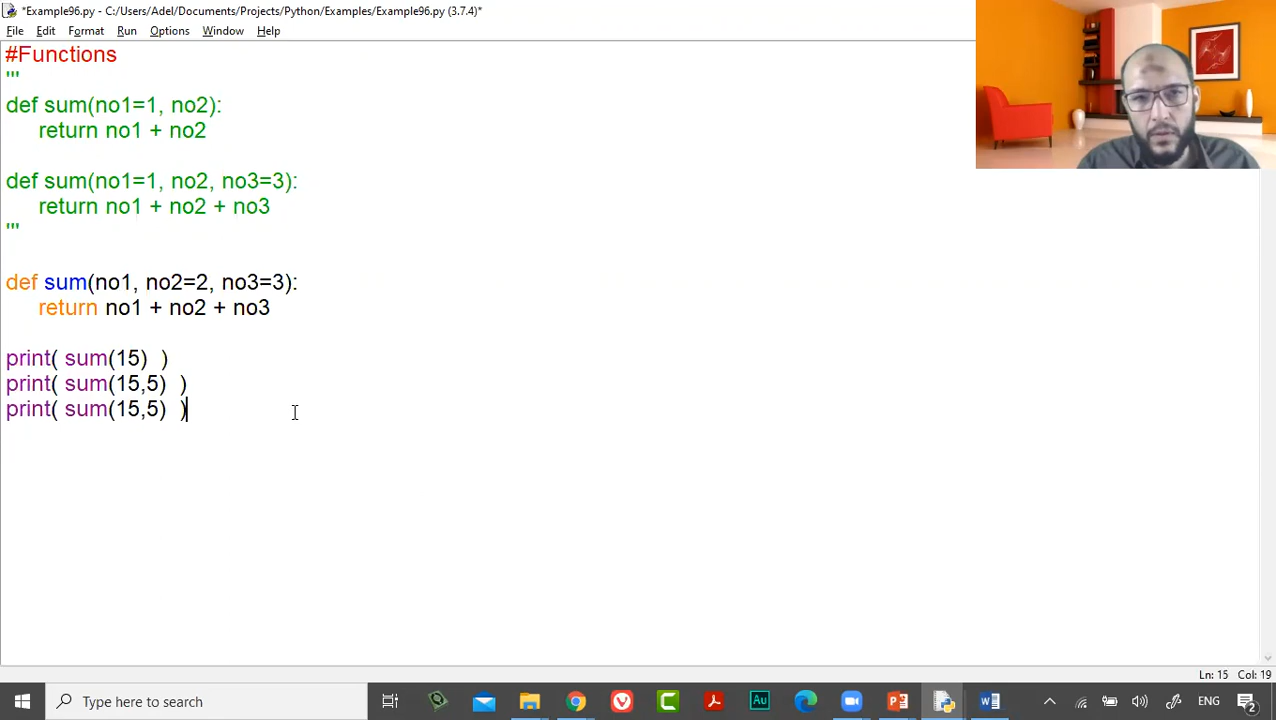 *Example96.py - C:/Users/Adel/Documents/Projects/Python/Examples/Example96.py (3.7.4)*
File Edit Format Run Options Window Help
#Functions
'''
def sum(no1=1, no2):
return no1 + no2
def sum(no1=1, no2, no3=3):
return no1 + no2 + no3
'''
def sum(no1, no2=2, no3=3):
return no1 + no2 + no3
print( sum(15)  )
print( sum(15,5)  )
print( sum(15,5)  )
Ln: 15 Col: 19
Type here to search
Au
ENG
2